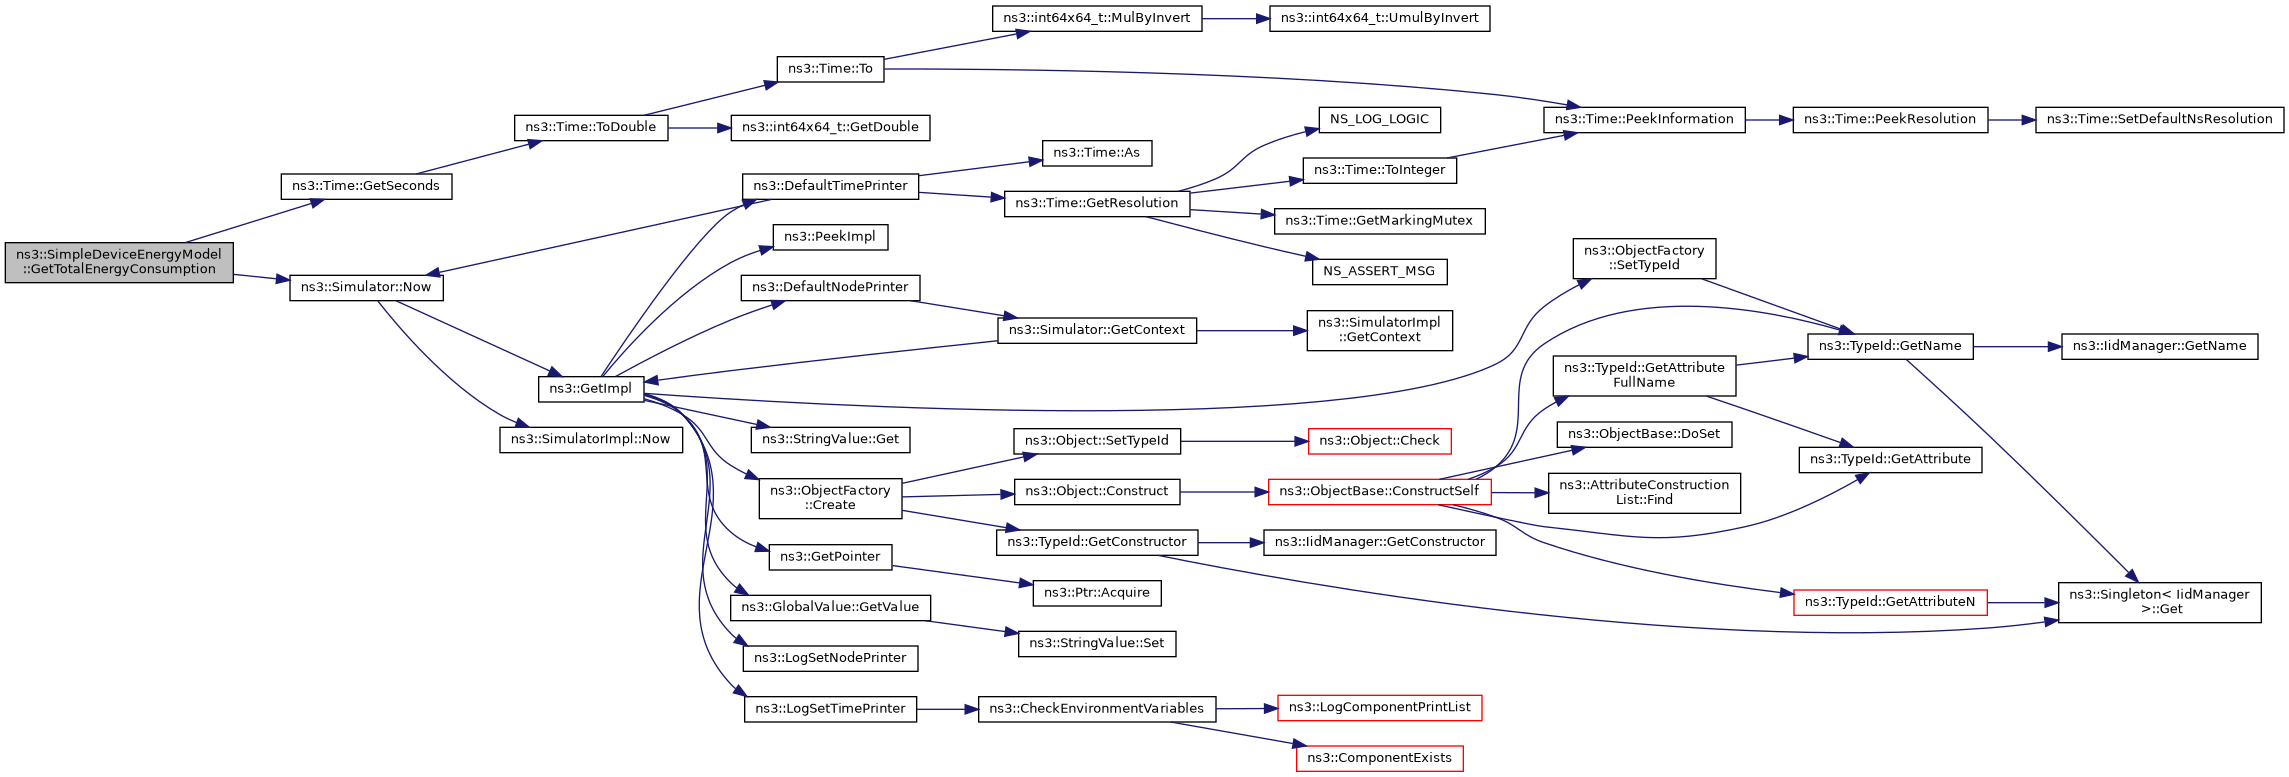 ns3::int64x64_t::MulByInvert
ns3::int64x64_t::UmulByInvert
ns3::Time::To
ns3::Time::PeekInformation
ns3::Time::PeekResolution
ns3::Time::SetDefaultNsResolution
ns3::Time::ToDouble
ns3::int64x64_t::GetDouble
NS_LOG_LOGIC
ns3::Time::As
ns3::Time::ToInteger
ns3::Time::GetSeconds
ns3::DefaultTimePrinter
ns3::Time::GetResolution
ns3::Time::GetMarkingMutex
ns3::PeekImpl
NS_ASSERT_MSG
ns3::SimpleDeviceEnergyModel
::GetTotalEnergyConsumption
ns3::Simulator::Now
ns3::DefaultNodePrinter
ns3::ObjectFactory
::SetTypeId
ns3::Simulator::GetContext
ns3::SimulatorImpl
::GetContext
ns3::TypeId::GetName
ns3::IidManager::GetName
ns3::GetImpl
ns3::TypeId::GetAttribute
FullName
ns3::SimulatorImpl::Now
ns3::StringValue::Get
ns3::Object::SetTypeId
ns3::Object::Check
ns3::ObjectBase::DoSet
ns3::TypeId::GetAttribute
ns3::ObjectFactory
::Create
ns3::Object::Construct
ns3::ObjectBase::ConstructSelf
ns3::AttributeConstruction
List::Find
ns3::TypeId::GetConstructor
ns3::IidManager::GetConstructor
ns3::GetPointer
ns3::Ptr::Acquire
ns3::GlobalValue::GetValue
ns3::StringValue::Set
ns3::TypeId::GetAttributeN
ns3::Singleton< IidManager
>::Get
ns3::LogSetNodePrinter
ns3::LogSetTimePrinter
ns3::CheckEnvironmentVariables
ns3::LogComponentPrintList
ns3::ComponentExists